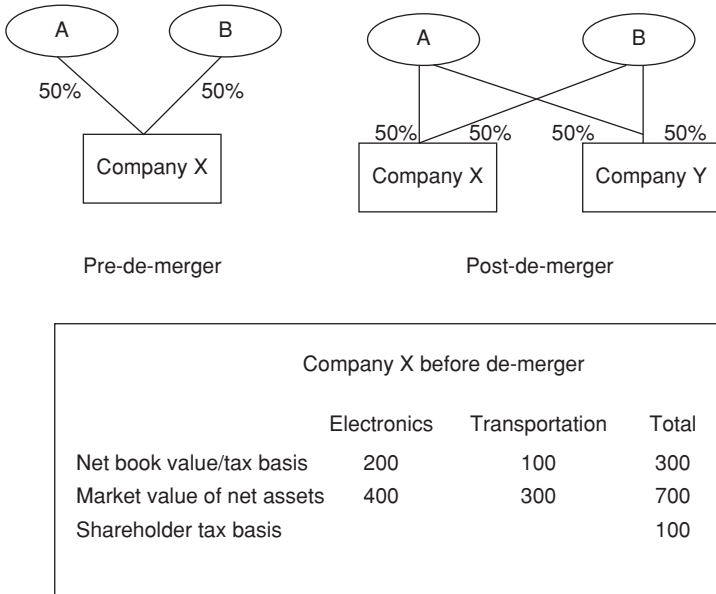 A B A B
50% 50%
50% 50% 50% 50%
Company X Company X Company Y
Pre-de-merger Post-de-merger
Company X before de-merger
Electronics Transportation Total
Net book value/tax basis 200 100 300
Market value of net assets 400 300 700
Shareholder tax basis 100